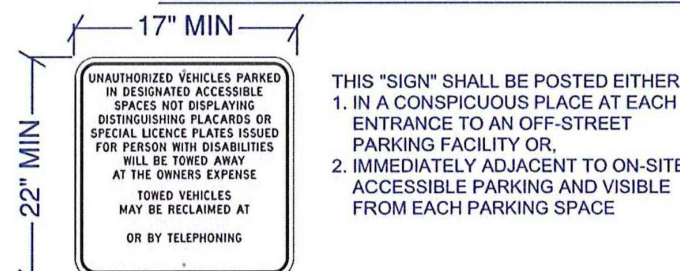 17" MIN
22" MIN
UNAUTHORIZED VEHICLES PARKED
IN DESIGNATED ACCESSIBLE
SPACES NOT DISPLAYING
DISTINGUISHING PLACARDS OR
SPECIAL LICENCE PLATES ISSUED
FOR PERSON WITH DISABILITIES
WILL BE TOWED AWAY
AT THE OWNERS EXPENSE
TOWED VEHICLES
MAY BE RECLAIMED AT
OR BY TELEPHONING
THIS "SIGN" SHALL BE POSTED EITHER
1. IN A CONSPICUOUS PLACE AT EACH
ENTRANCE TO AN OFF-STREET
PARKING FACILITY OR,
2. IMMEDIATELY ADJACENT TO ON-SITE
ACCESSIBLE PARKING AND VISIBLE
FROM EACH PARKING SPACE